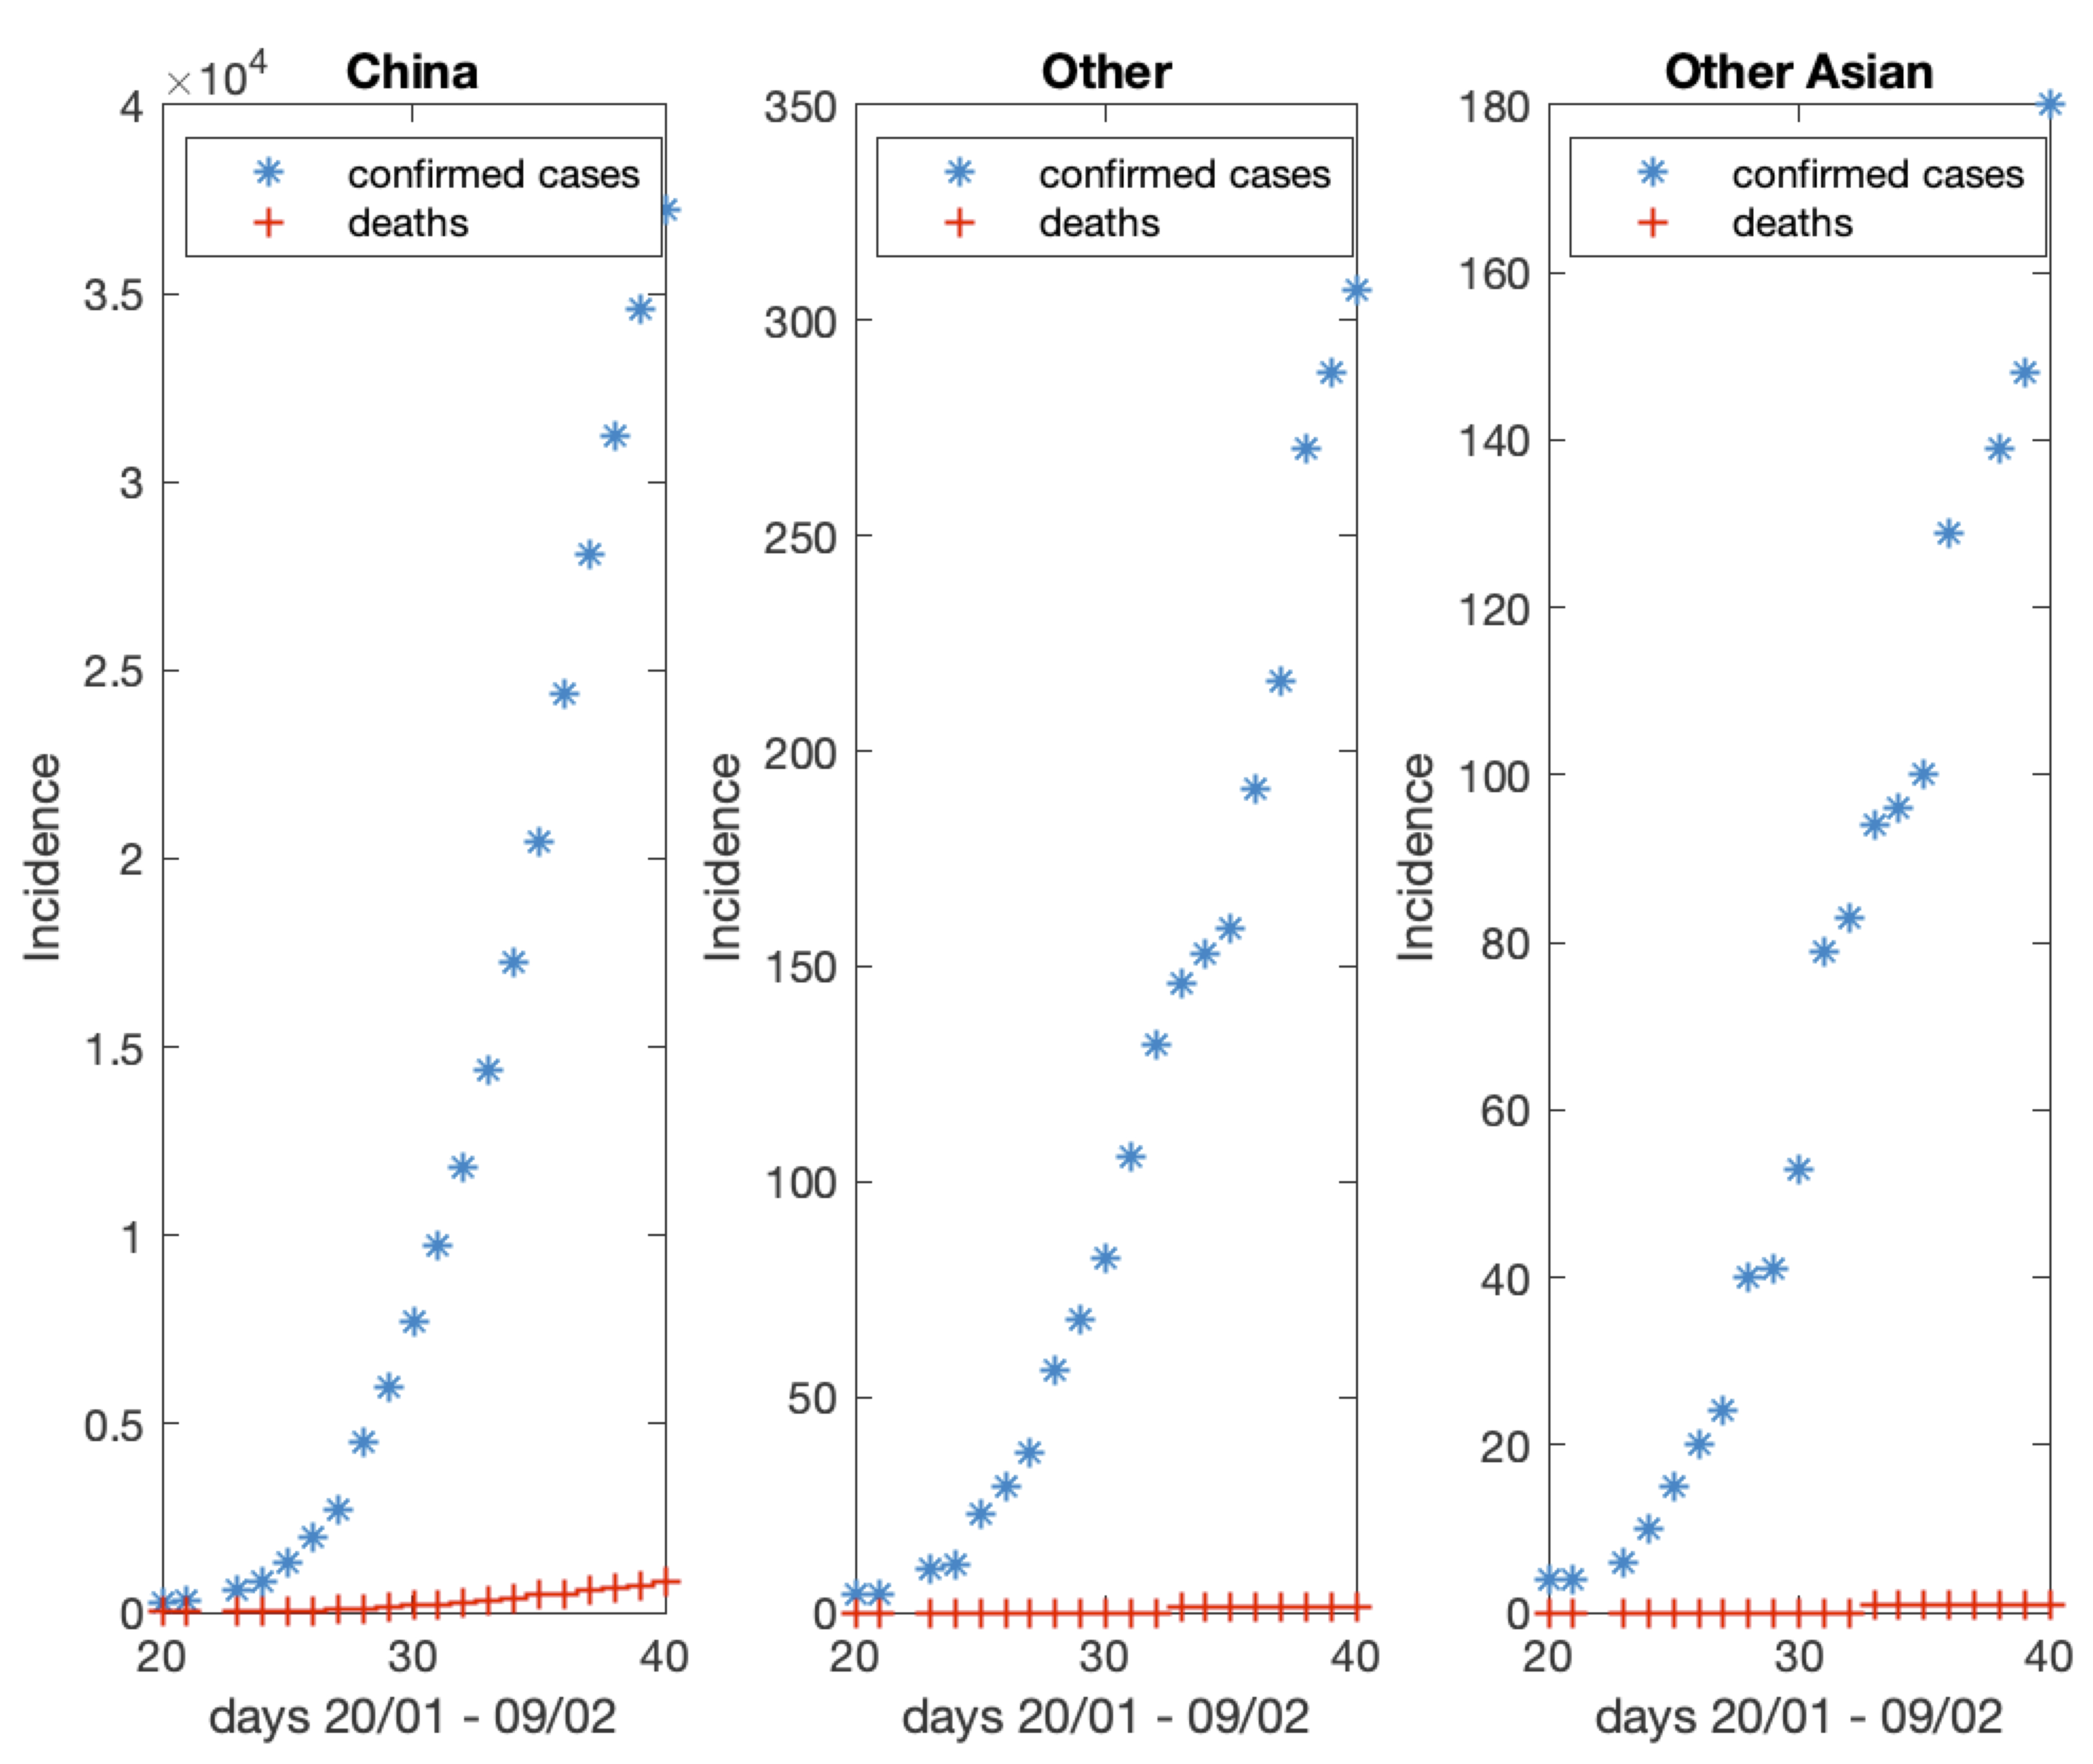 China
×10⁴
4
3.5
3
2.5
2
1.5
1
0.5
0
20
30
40
confirmed cases
deaths
Incidence
days 20/01 - 09/02
Other
350
300
250
200
150
100
50
0
20
30
40
confirmed cases
deaths
Incidence
days 20/01 - 09/02
Other Asian
180
160
140
120
100
80
60
40
20
0
20
30
40
confirmed cases
deaths
Incidence
days 20/01 - 09/02